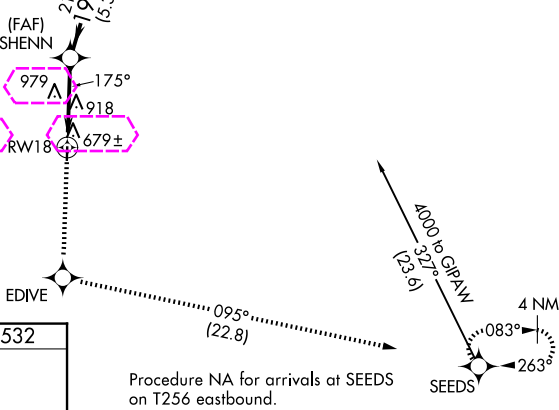 (FAF)
SHENN
979
175°
918
679±
RW18
4000 to GIPAW
327°
(23.6)
EDIVE
095°
(22.8)
4 NM
083°
263°
SEEDS
532
Procedure NA for arrivals at SEEDS
on T256 eastbound.